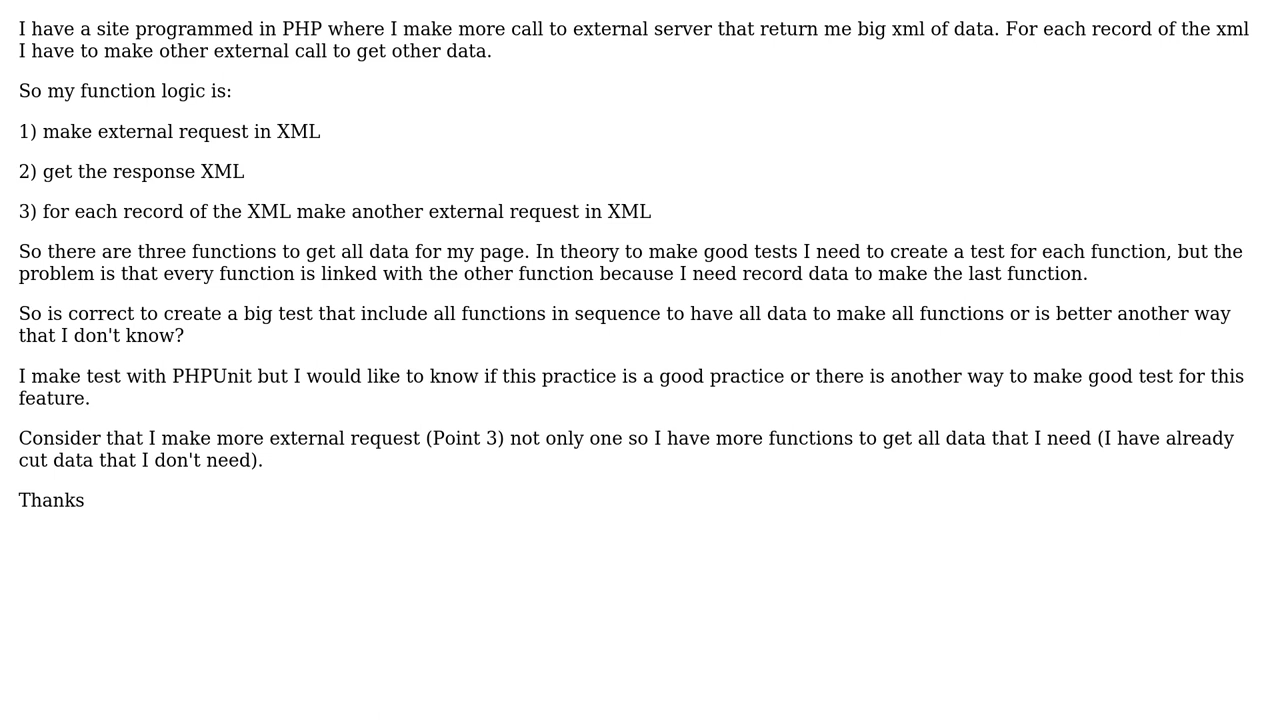 I have a site programmed in PHP where I make more call to external server that return me big xml of data. For each record of the xml
I have to make other external call to get other data.
So my function logic is:
1) make external request in XML
2) get the response XML
3) for each record of the XML make another external request in XML
So there are three functions to get all data for my page. In theory to make good tests I need to create a test for each function, but the
problem is that every function is linked with the other function because I need record data to make the last function.
So is correct to create a big test that include all functions in sequence to have all data to make all functions or is better another way
that I don't know?
I make test with PHPUnit but I would like to know if this practice is a good practice or there is another way to make good test for this
feature.
Consider that I make more external request (Point 3) not only one so I have more functions to get all data that I need (I have already
cut data that I don't need).
Thanks